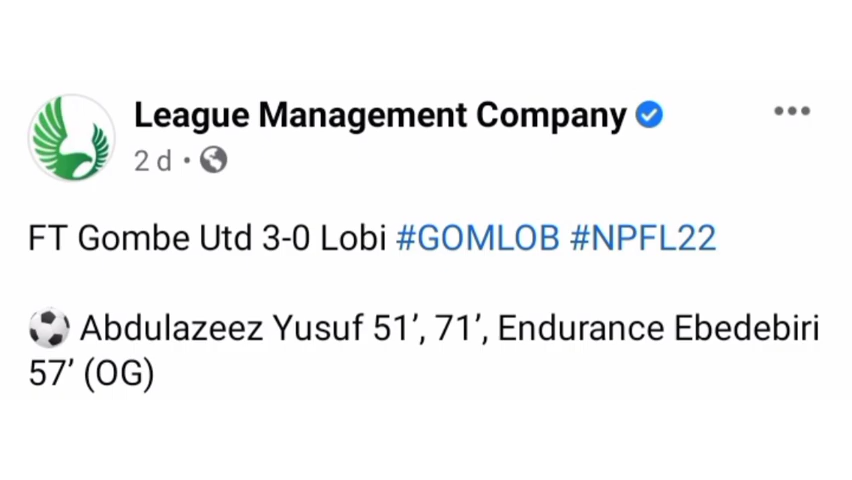 League Management Company
2 d •
FT Gombe Utd 3-0 Lobi #GOMLOB #NPFL22
⚽ Abdulazeez Yusuf 51’, 71’, Endurance Ebedebiri
57’ (OG)